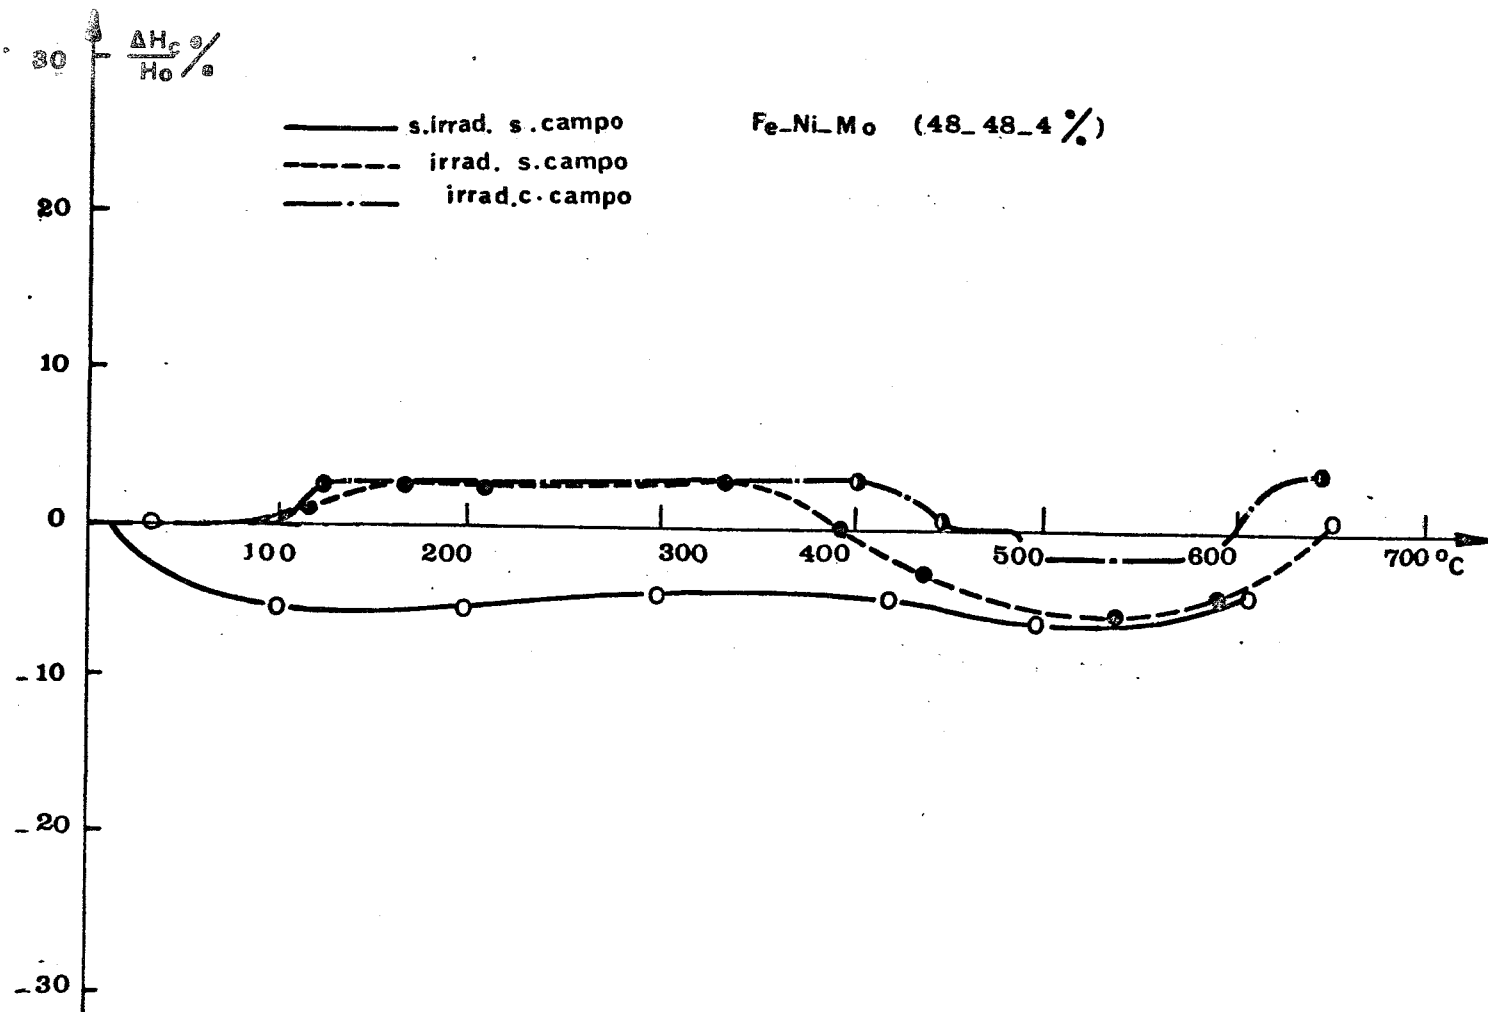 30
ΔHc/Ho %
s.irrad. s.campo
Fe-Ni-Mo (48-48-4 %)
irrad. s.campo
irrad.c.campo
20
10
0
100 200 300 400 500 600 700 °C
-10
-20
-30